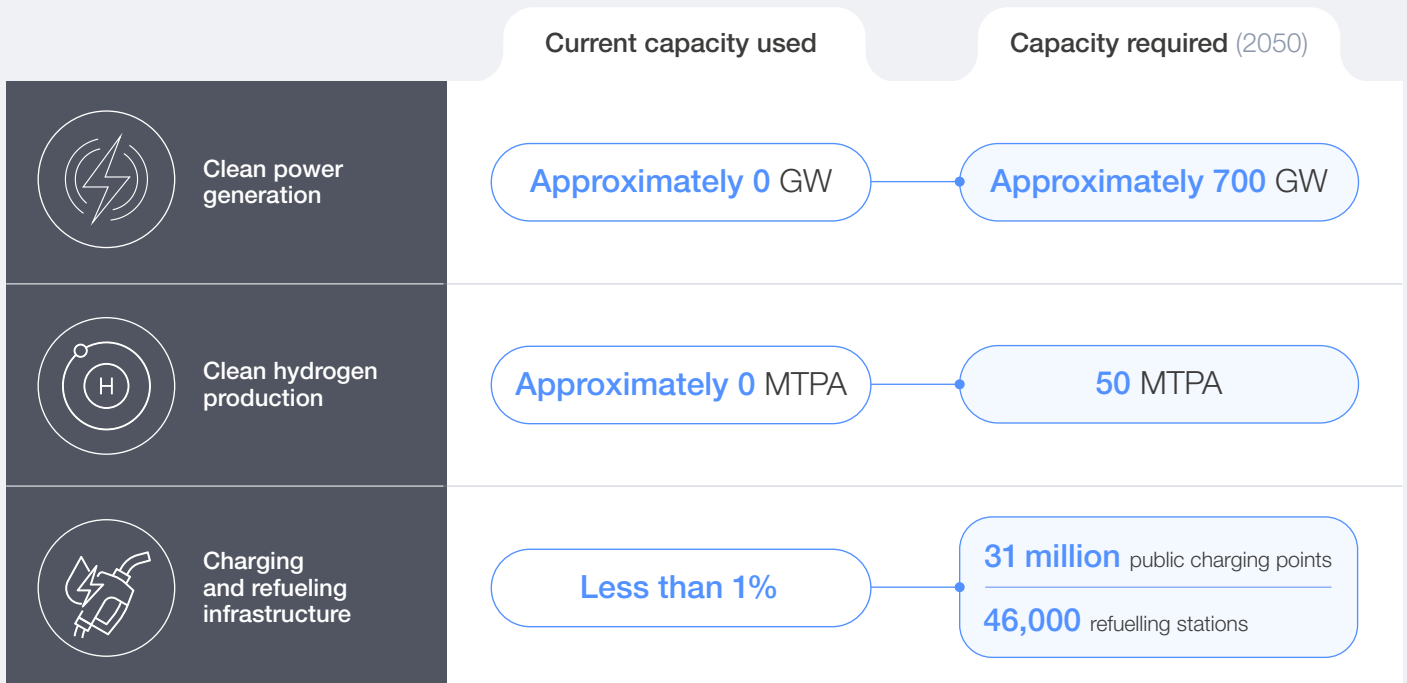 Current capacity used
Capacity required (2050)
Clean power
generation
Approximately 0 GW
Approximately 700 GW
H
Clean hydrogen
production
Approximately 0 MTPA
50 MTPA
Charging
and refueling
infrastructure
Less than 1%
31 million public charging points
46,000 refuelling stations